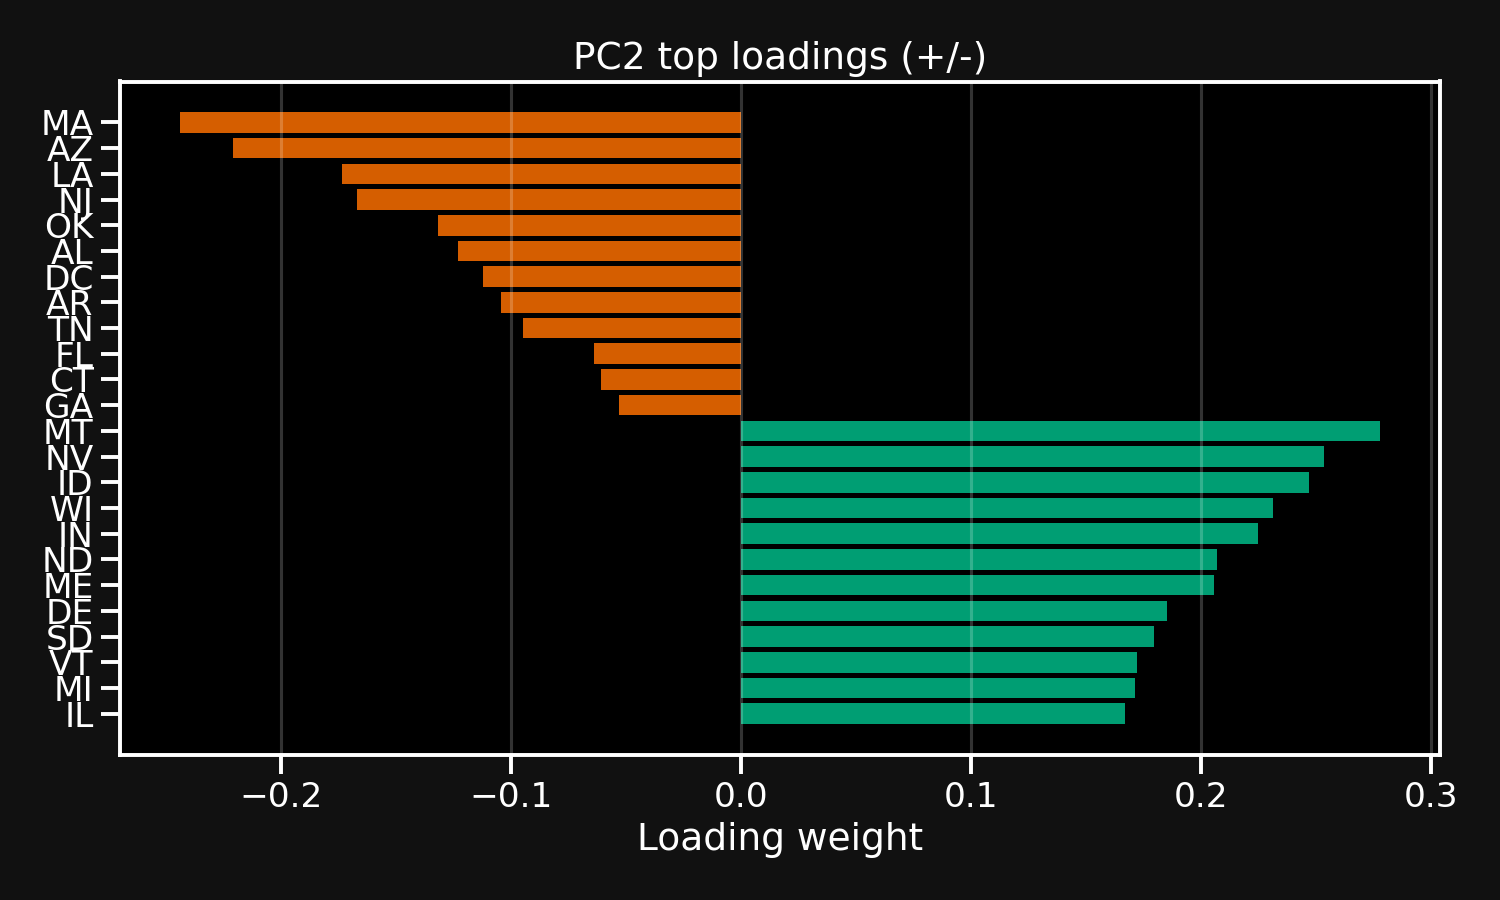 PC2 top loadings (+/-)
MA
AZ
LA
NJ
OK
AL
DC
AR
TN
FL
CT
GA
MT
NV
ID
WI
IN
ND
ME
DE
SD
VT
MI
IL
−0.2 −0.1 0.0 0.1 0.2 0.3
Loading weight